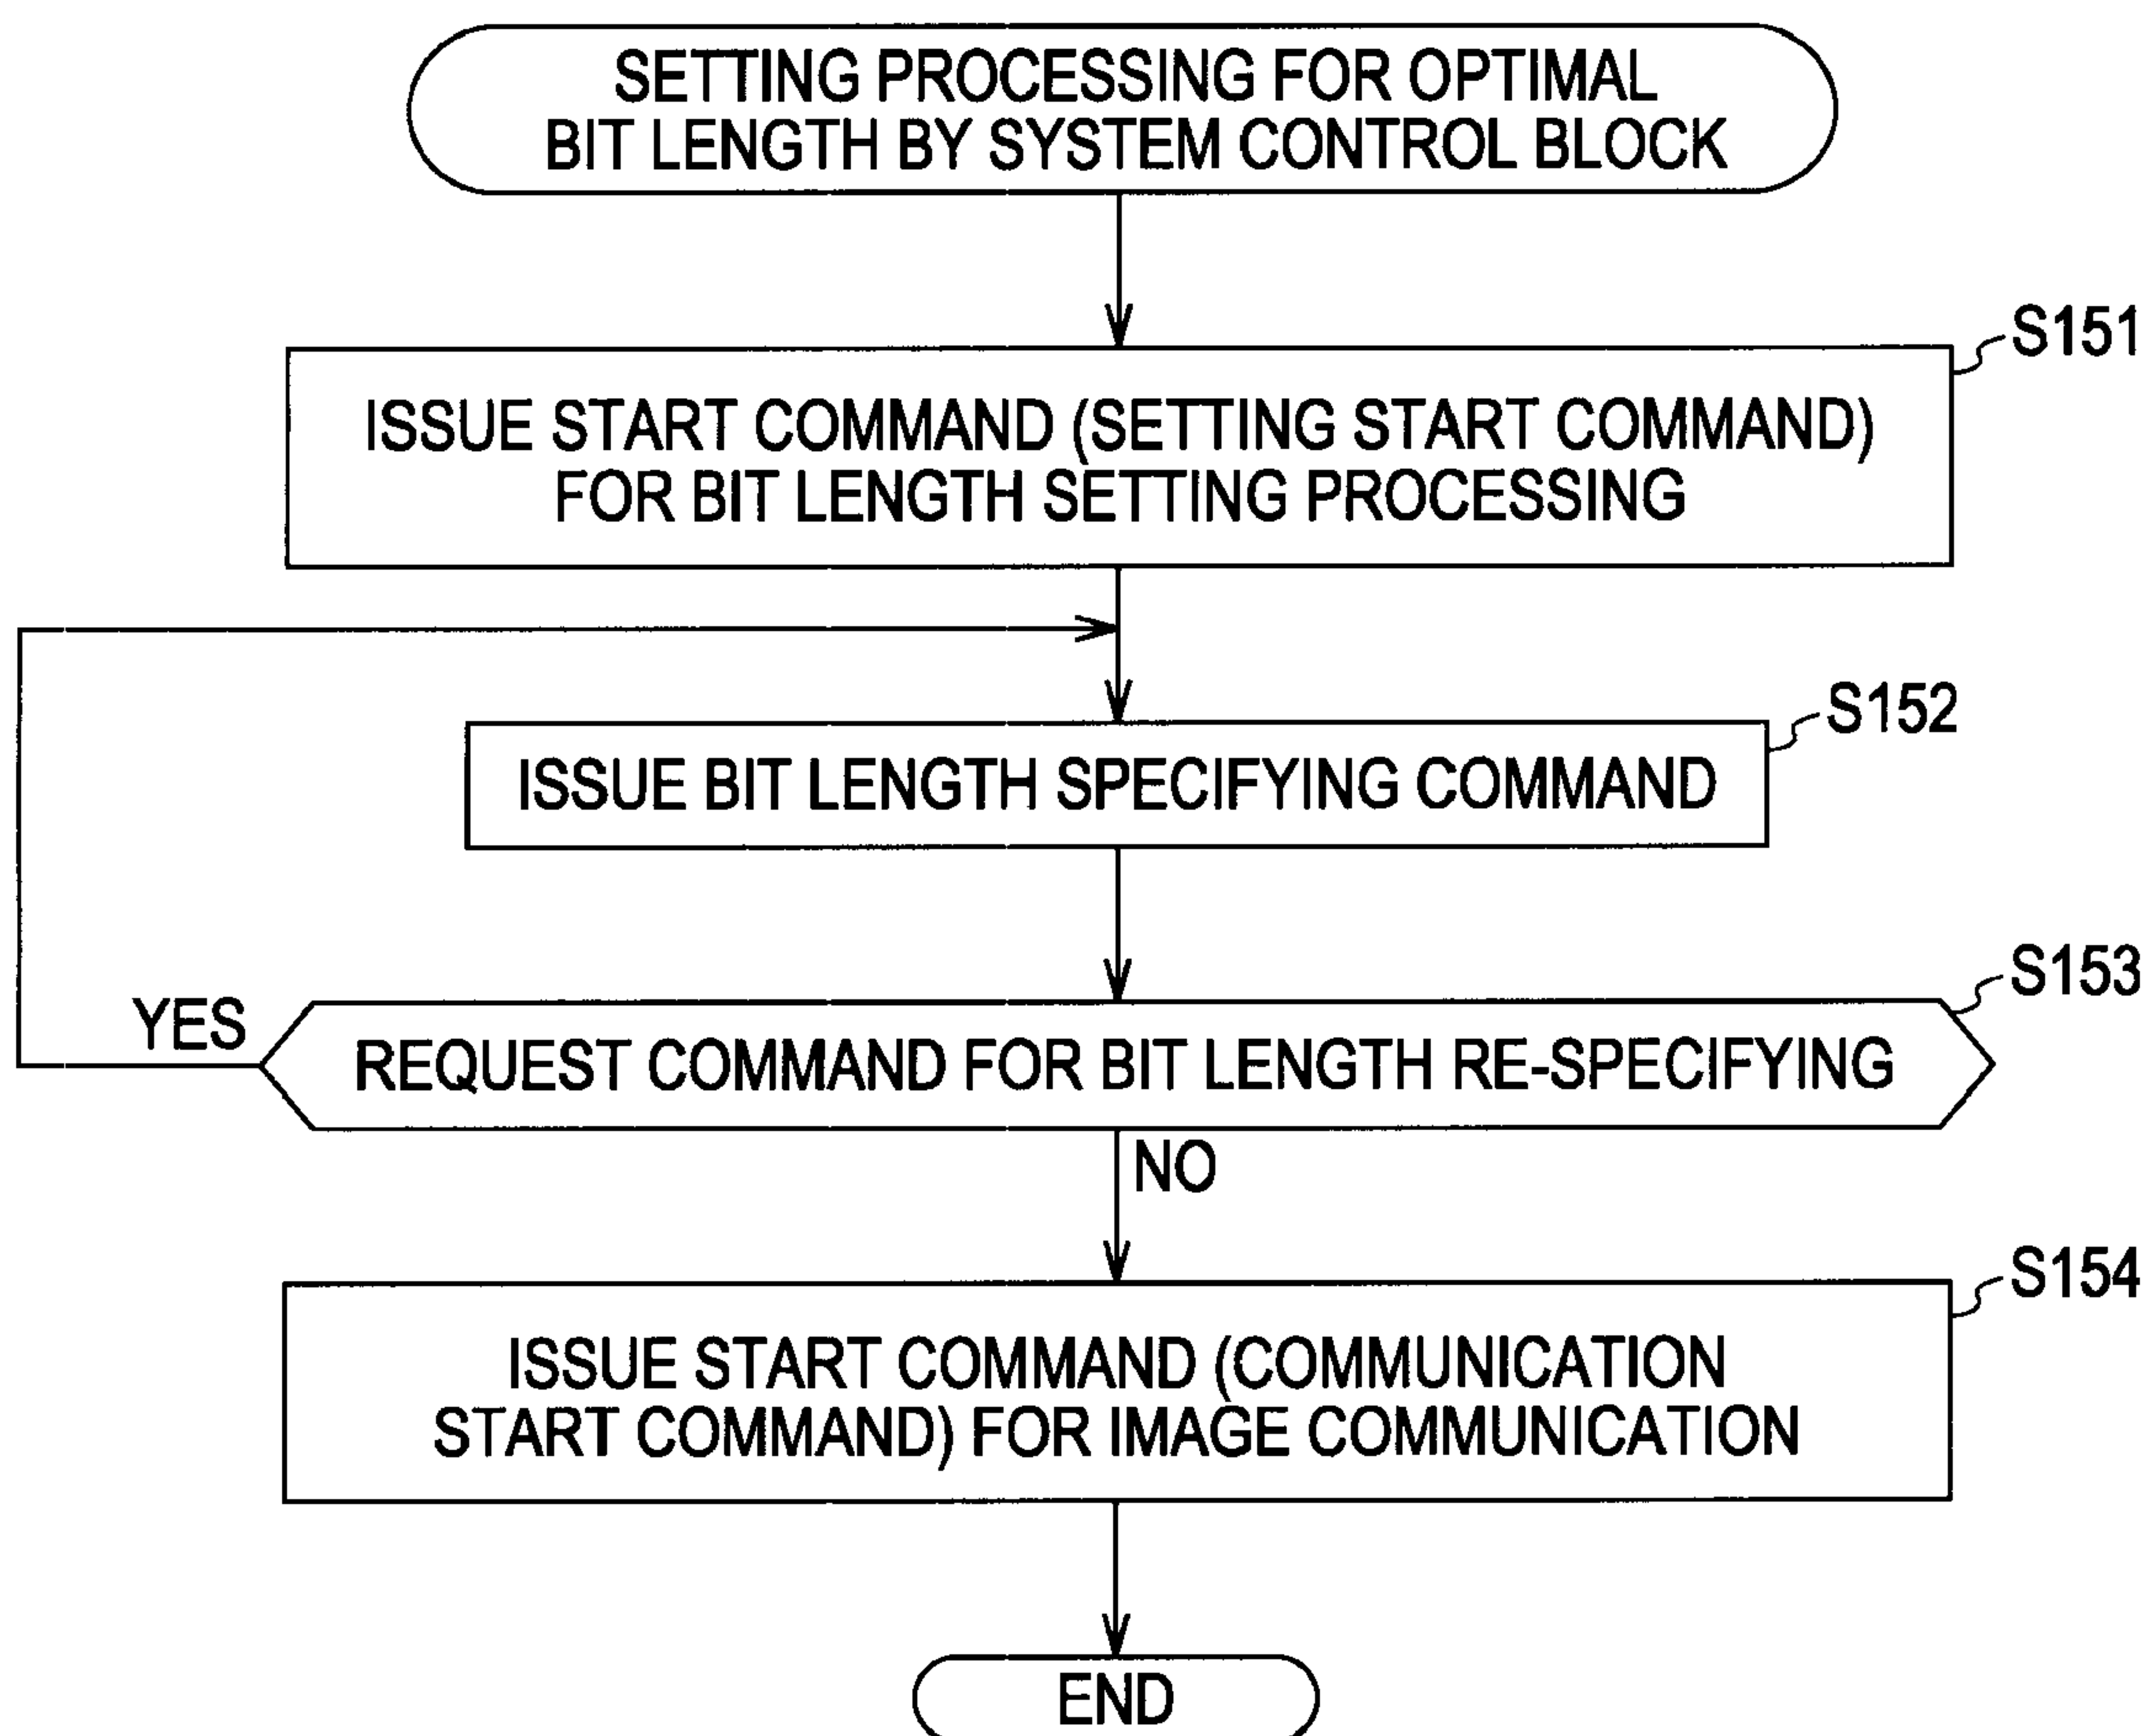 SETTING PROCESSING FOR OPTIMAL
BIT LENGTH BY SYSTEM CONTROL BLOCK
S151
ISSUE START COMMAND (SETTING START COMMAND)
FOR BIT LENGTH SETTING PROCESSING
S152
ISSUE BIT LENGTH SPECIFYING COMMAND
S153
YES
REQUEST COMMAND FOR BIT LENGTH RE-SPECIFYING
NO
S154
ISSUE START COMMAND (COMMUNICATION
START COMMAND) FOR IMAGE COMMUNICATION
END